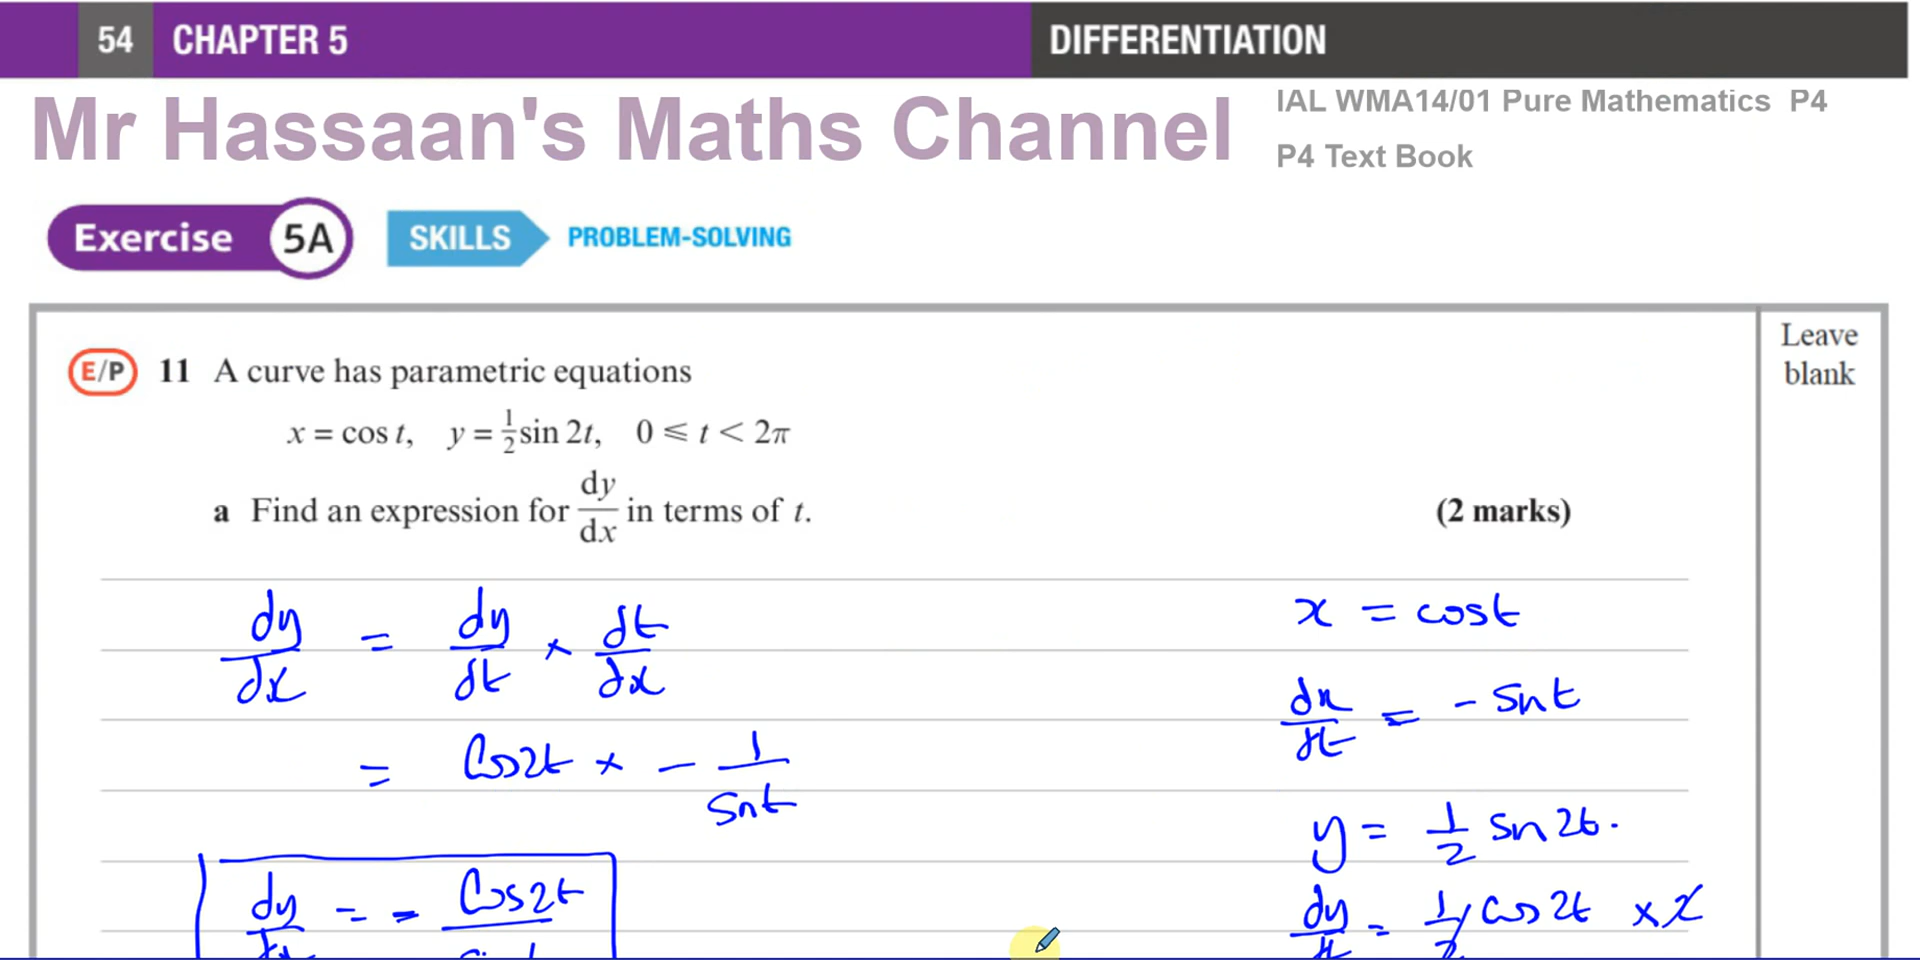 54 CHAPTER 5 DIFFERENTIATION
Mr Hassaan's Maths Channel
IAL WMA14/01 Pure Mathematics P4
P4 Text Book
Exercise 5A SKILLS PROBLEM-SOLVING
Leave
blank
E/P 11 A curve has parametric equations
x = cos t, y = 1/2 sin 2t, 0 ⩽ t < 2π
a Find an expression for dy/dx in terms of t. (2 marks)
dy/dx = dy/dt × dt/dx
= Cos2t × - 1/sint
dy/dx = - Cos2t/sint
x = cost
dx/dt = - sint
y = 1/2 sin2t.
dy/dt = 1/2 cos2t × 2